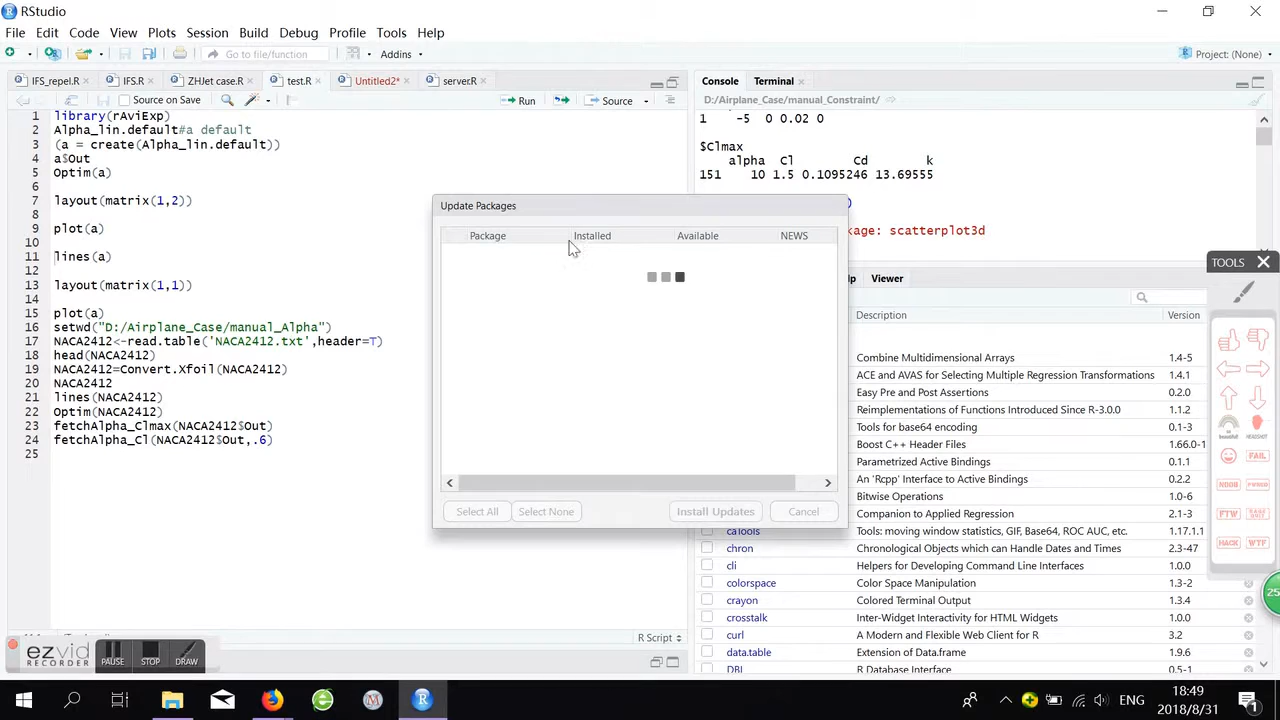 RStudio
File Edit Code View Plots Session Build Debug Profile Tools Help
Go to file/function Addins Project: (None)
IFS_repel.R IFS.R ZHJet case.R test.R Untitled2* server.R
Source on Save Run Source
1 library(rAviExp)
2 Alpha_lin.default#a default
3 (a = create(Alpha_lin.default))
4 a$Out
5 Optim(a)
6
7 layout(matrix(1,2))
8
9 plot(a)
10
11 lines(a)
12
13 layout(matrix(1,1))
14
15 plot(a)
16 setwd("D:/Airplane_Case/manual_Alpha")
17 NACA2412<-read.table('NACA2412.txt',header=T)
18 head(NACA2412)
19 NACA2412=Convert.Xfoil(NACA2412)
20 NACA2412
21 lines(NACA2412)
22 Optim(NACA2412)
23 fetchAlpha_Clmax(NACA2412$Out)
24 fetchAlpha_Cl(NACA2412$Out,.6)
25
R Script
Console Terminal
D:/Airplane_Case/manual_Constraint/
1 -5 0 0.02 0
$Clmax
alpha Cl Cd k
151 10 1.5 0.1095246 13.69555
)
kage: scatterplot3d
Update Packages
Package Installed Available NEWS
Select All Select None Install Updates Cancel
lp Viewer
Description Version
Combine Multidimensional Arrays 1.4-5
ACE and AVAS for Selecting Multiple Regression Transformations 1.4.1
Easy Pre and Post Assertions 0.2.0
Reimplementations of Functions Introduced Since R-3.0.0 1.1.2
Tools for base64 encoding 0.1-3
Boost C++ Header Files 1.66.0-1
Parametrized Active Bindings 0.1.1
An 'Rcpp' Interface to Active Bindings 0.2.2
Bitwise Operations 1.0-6
Companion to Applied Regression 2.1-3
caTools Tools: moving window statistics, GIF, Base64, ROC AUC, etc. 1.17.1.1
chron Chronological Objects which can Handle Dates and Times 2.3-47
cli Helpers for Developing Command Line Interfaces 1.0.0
colorspace Color Space Manipulation 1.3-2
crayon Colored Terminal Output 1.3.4
crosstalk Inter-Widget Interactivity for HTML Widgets 1.0.0
curl A Modern and Flexible Web Client for R 3.2
data.table Extension of Data.frame 1.9.6
DBI R Database Interface 0.5-1
TOOLS
HEADSHOT
FAIL
NOOB
FTW
HACK WTF
25
ezvid
RECORDER
PAUSE STOP DRAW
ENG
18:49
2018/8/31
1